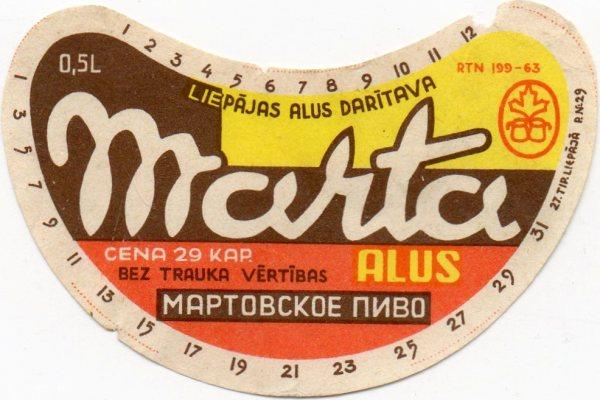 1 2 3 4 5 6 7 8 9 10 11 12
0,5L
RTN 199-63
LIEPĀJAS ALUS DARĪTAVA
Marta
CENA 29 KAP.
BEZ TRAUKA VĒRTĪBAS
ALUS
МАРТОВСКОЕ ПИВО
1 3 5 7 9 11 13 15 17 19 21 23 25 27 29 31
27.TIP. LIEPĀJĀ P.№29